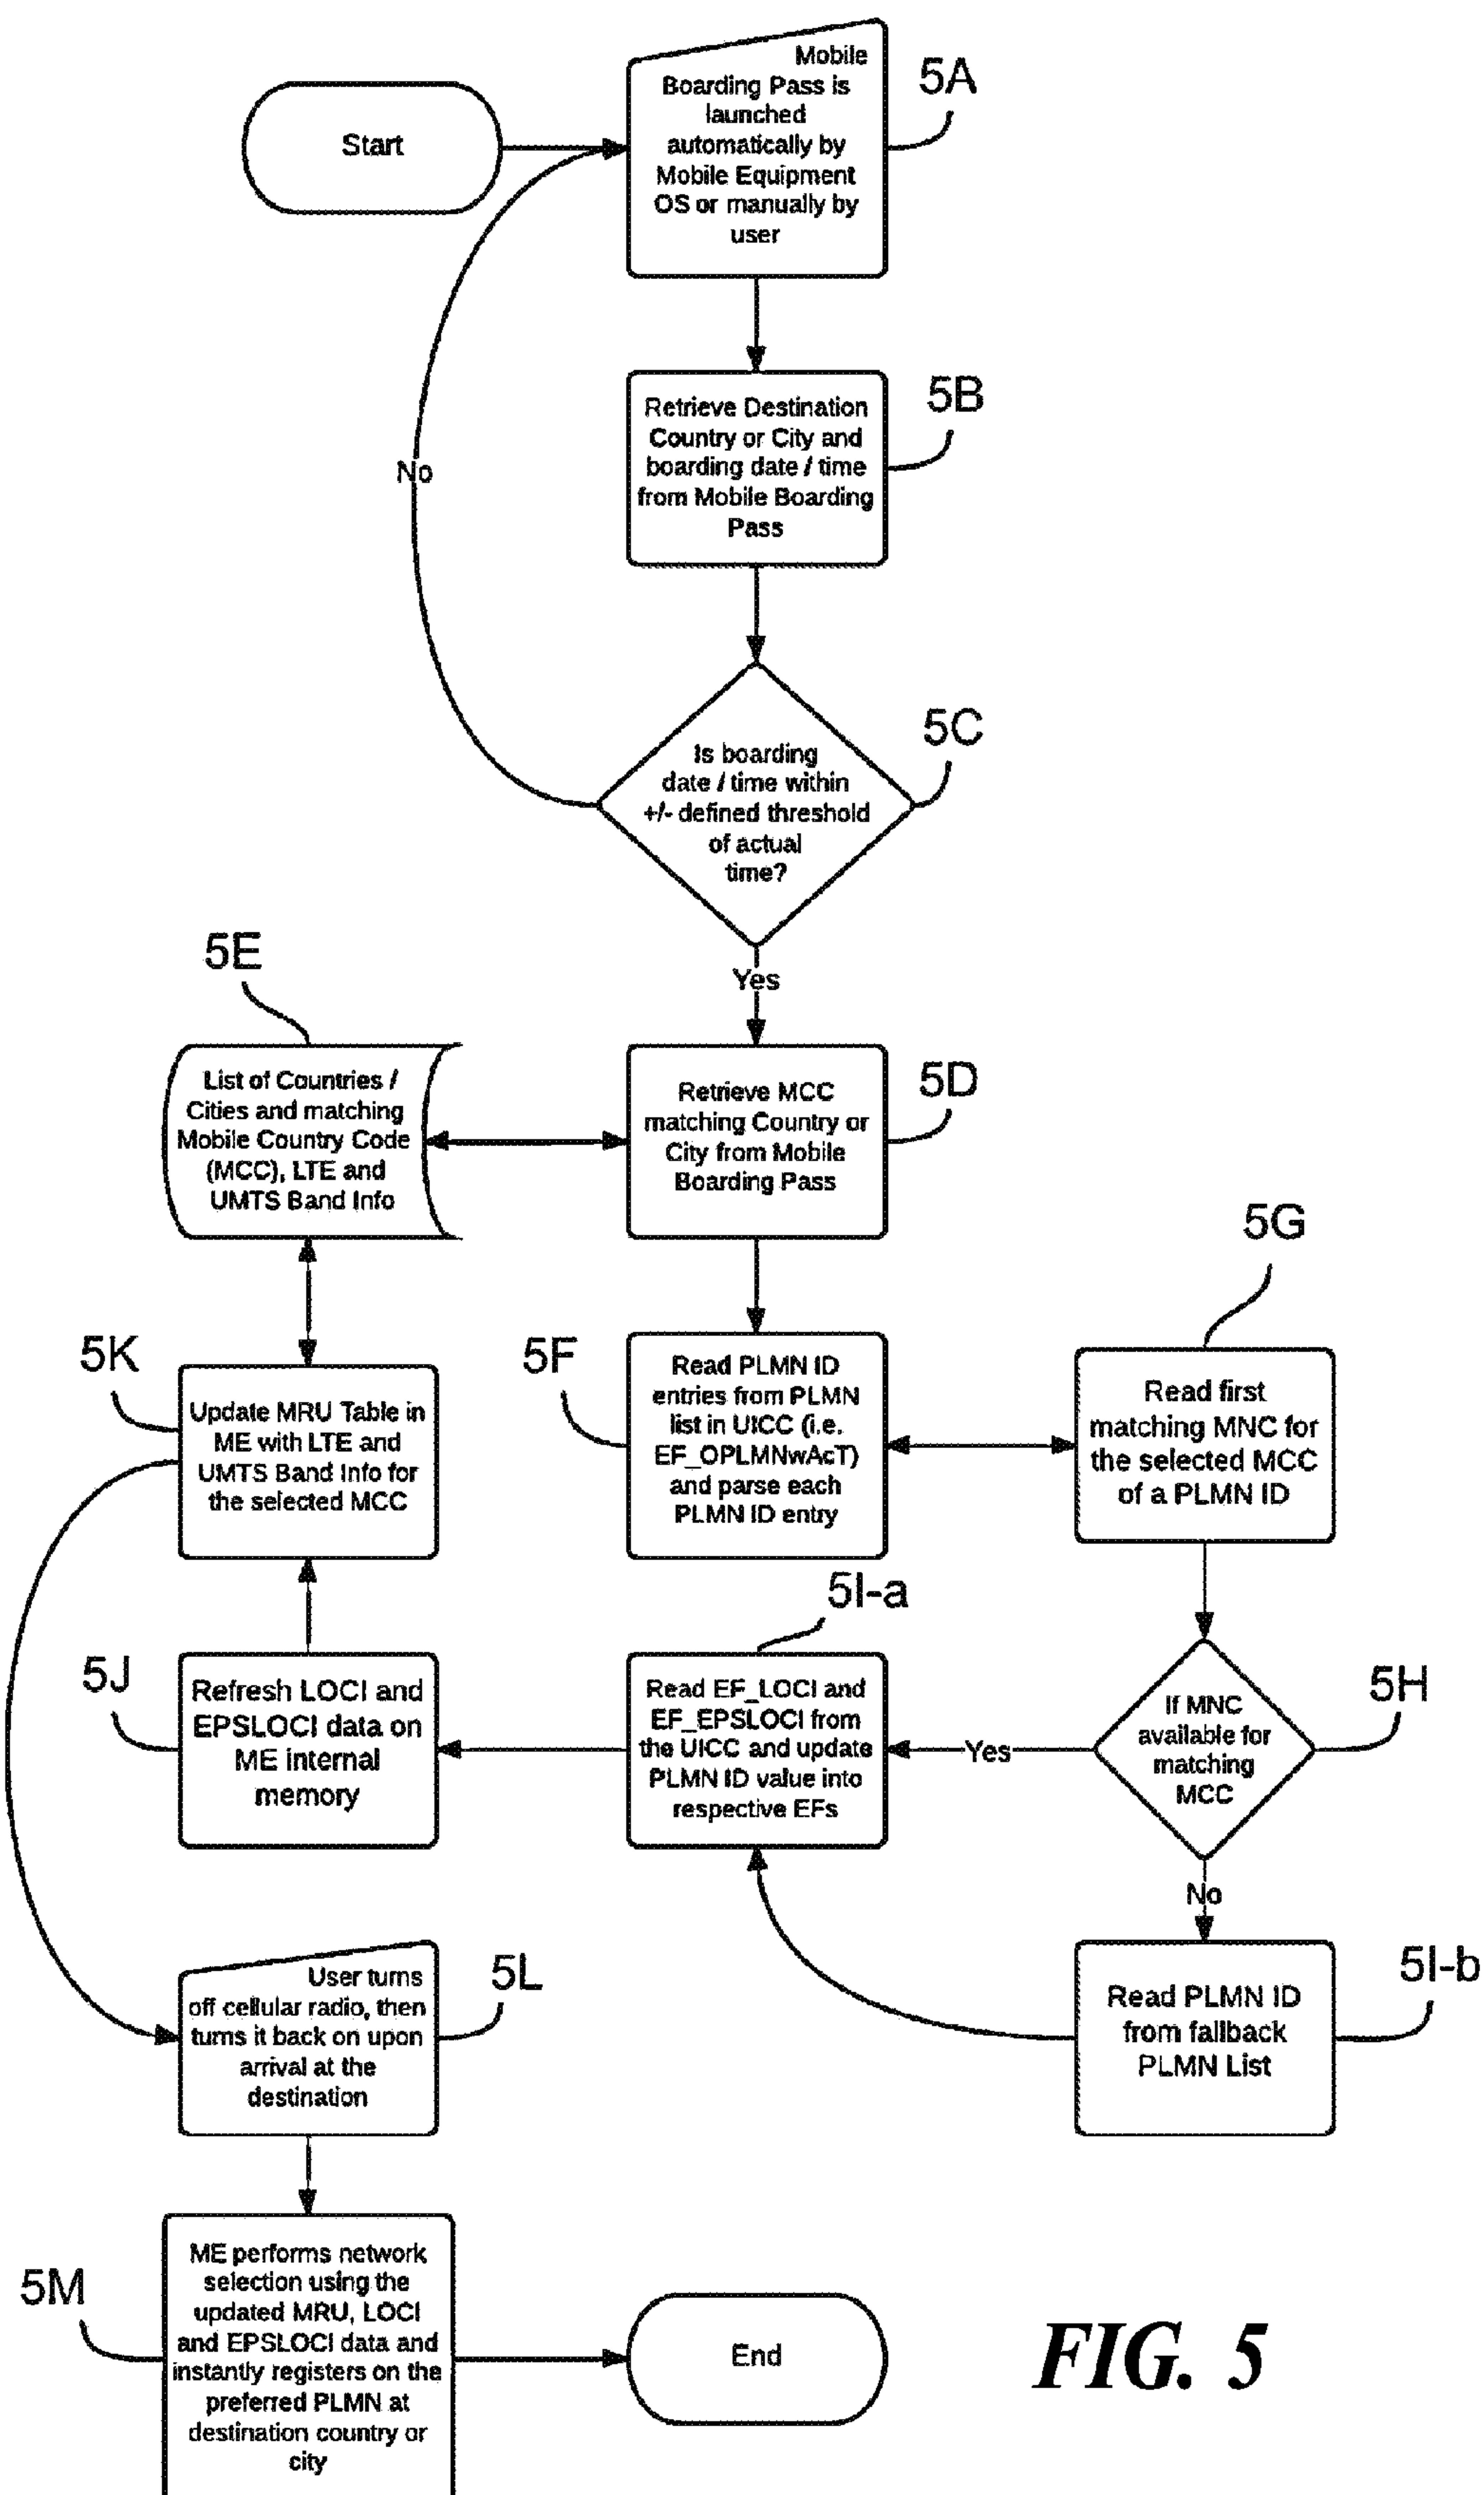 Start
Mobile
Boarding Pass is
launched
automatically by
Mobile Equipment
OS or manually by
user
5A
Retrieve Destination
Country or City and
boarding date / time
from Mobile Boarding
Pass
5B
No
Is boarding
date / time within
+/- defined threshold
of actual
time?
5C
Yes
5E
List of Countries /
Cities and matching
Mobile Country Code
(MCC), LTE and
UMTS Band Info
Retrieve MCC
matching Country or
City from Mobile
Boarding Pass
5D
5K
Update MRU Table in
ME with LTE and
UMTS Band Info for
the selected MCC
5F
Read PLMN ID
entries from PLMN
list in UICC (i.e.
EF_OPLMNwAcT)
and parse each
PLMN ID entry
5G
Read first
matching MNC for
the selected MCC
of a PLMN ID
5J
Refresh LOCI and
EPSLOCI data on
ME internal
memory
5I-a
Read EF_LOCI and
EF_EPSLOCI from
the UICC and update
PLMN ID value into
respective EFs
Yes
If MNC
available for
matching
MCC
5H
No
User turns
off cellular radio, then
turns it back on upon
arrival at the
destination
5L
Read PLMN ID
from fallback
PLMN List
5I-b
5M
ME performs network
selection using the
updated MRU, LOCI
and EPSLOCI data and
instantly registers on the
preferred PLMN at
destination country or
city
End
FIG. 5